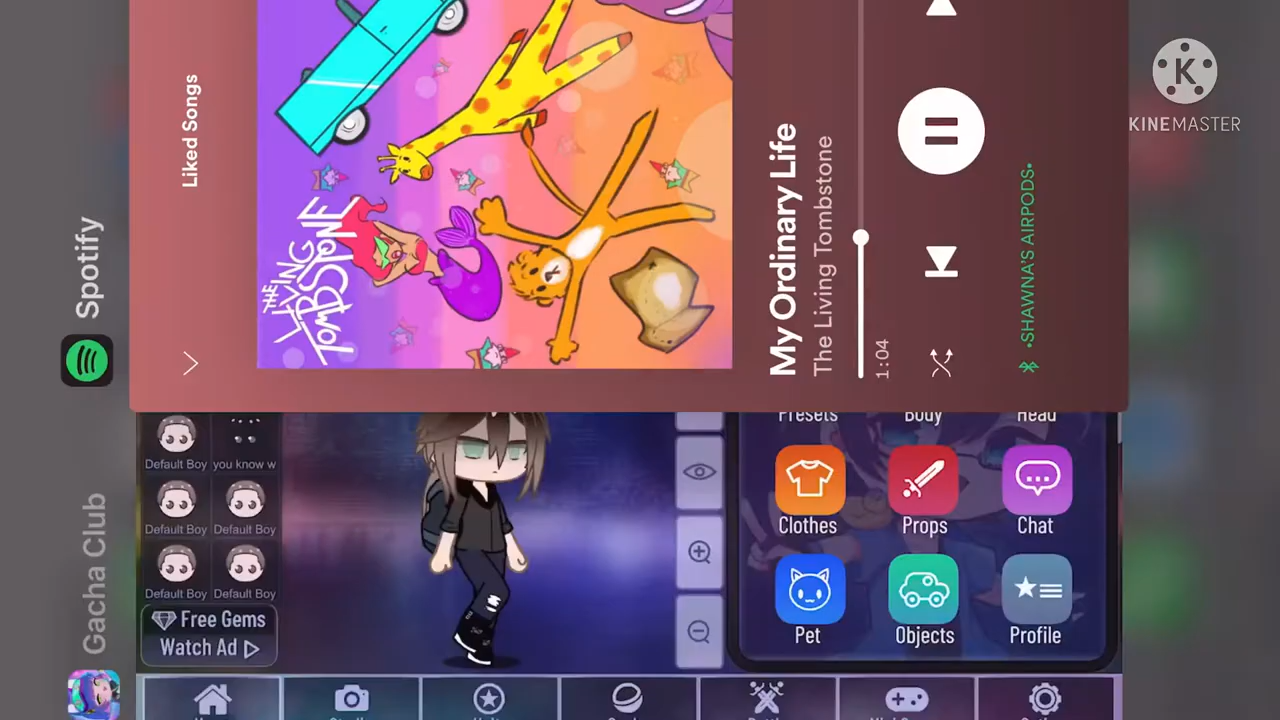 Spotify
Gacha Club
Liked Songs
THE
LIVING
TOMBSTONE
My Ordinary Life
The Living Tombstone
1:04
•SHAWNA'S AIRPODS•
K
KINEMASTER
Default Boy
you know w
Default Boy
Default Boy
Default Boy
Default Boy
Free Gems
Watch Ad
Presets
Body
Head
Clothes
Props
Chat
Pet
Objects
Profile